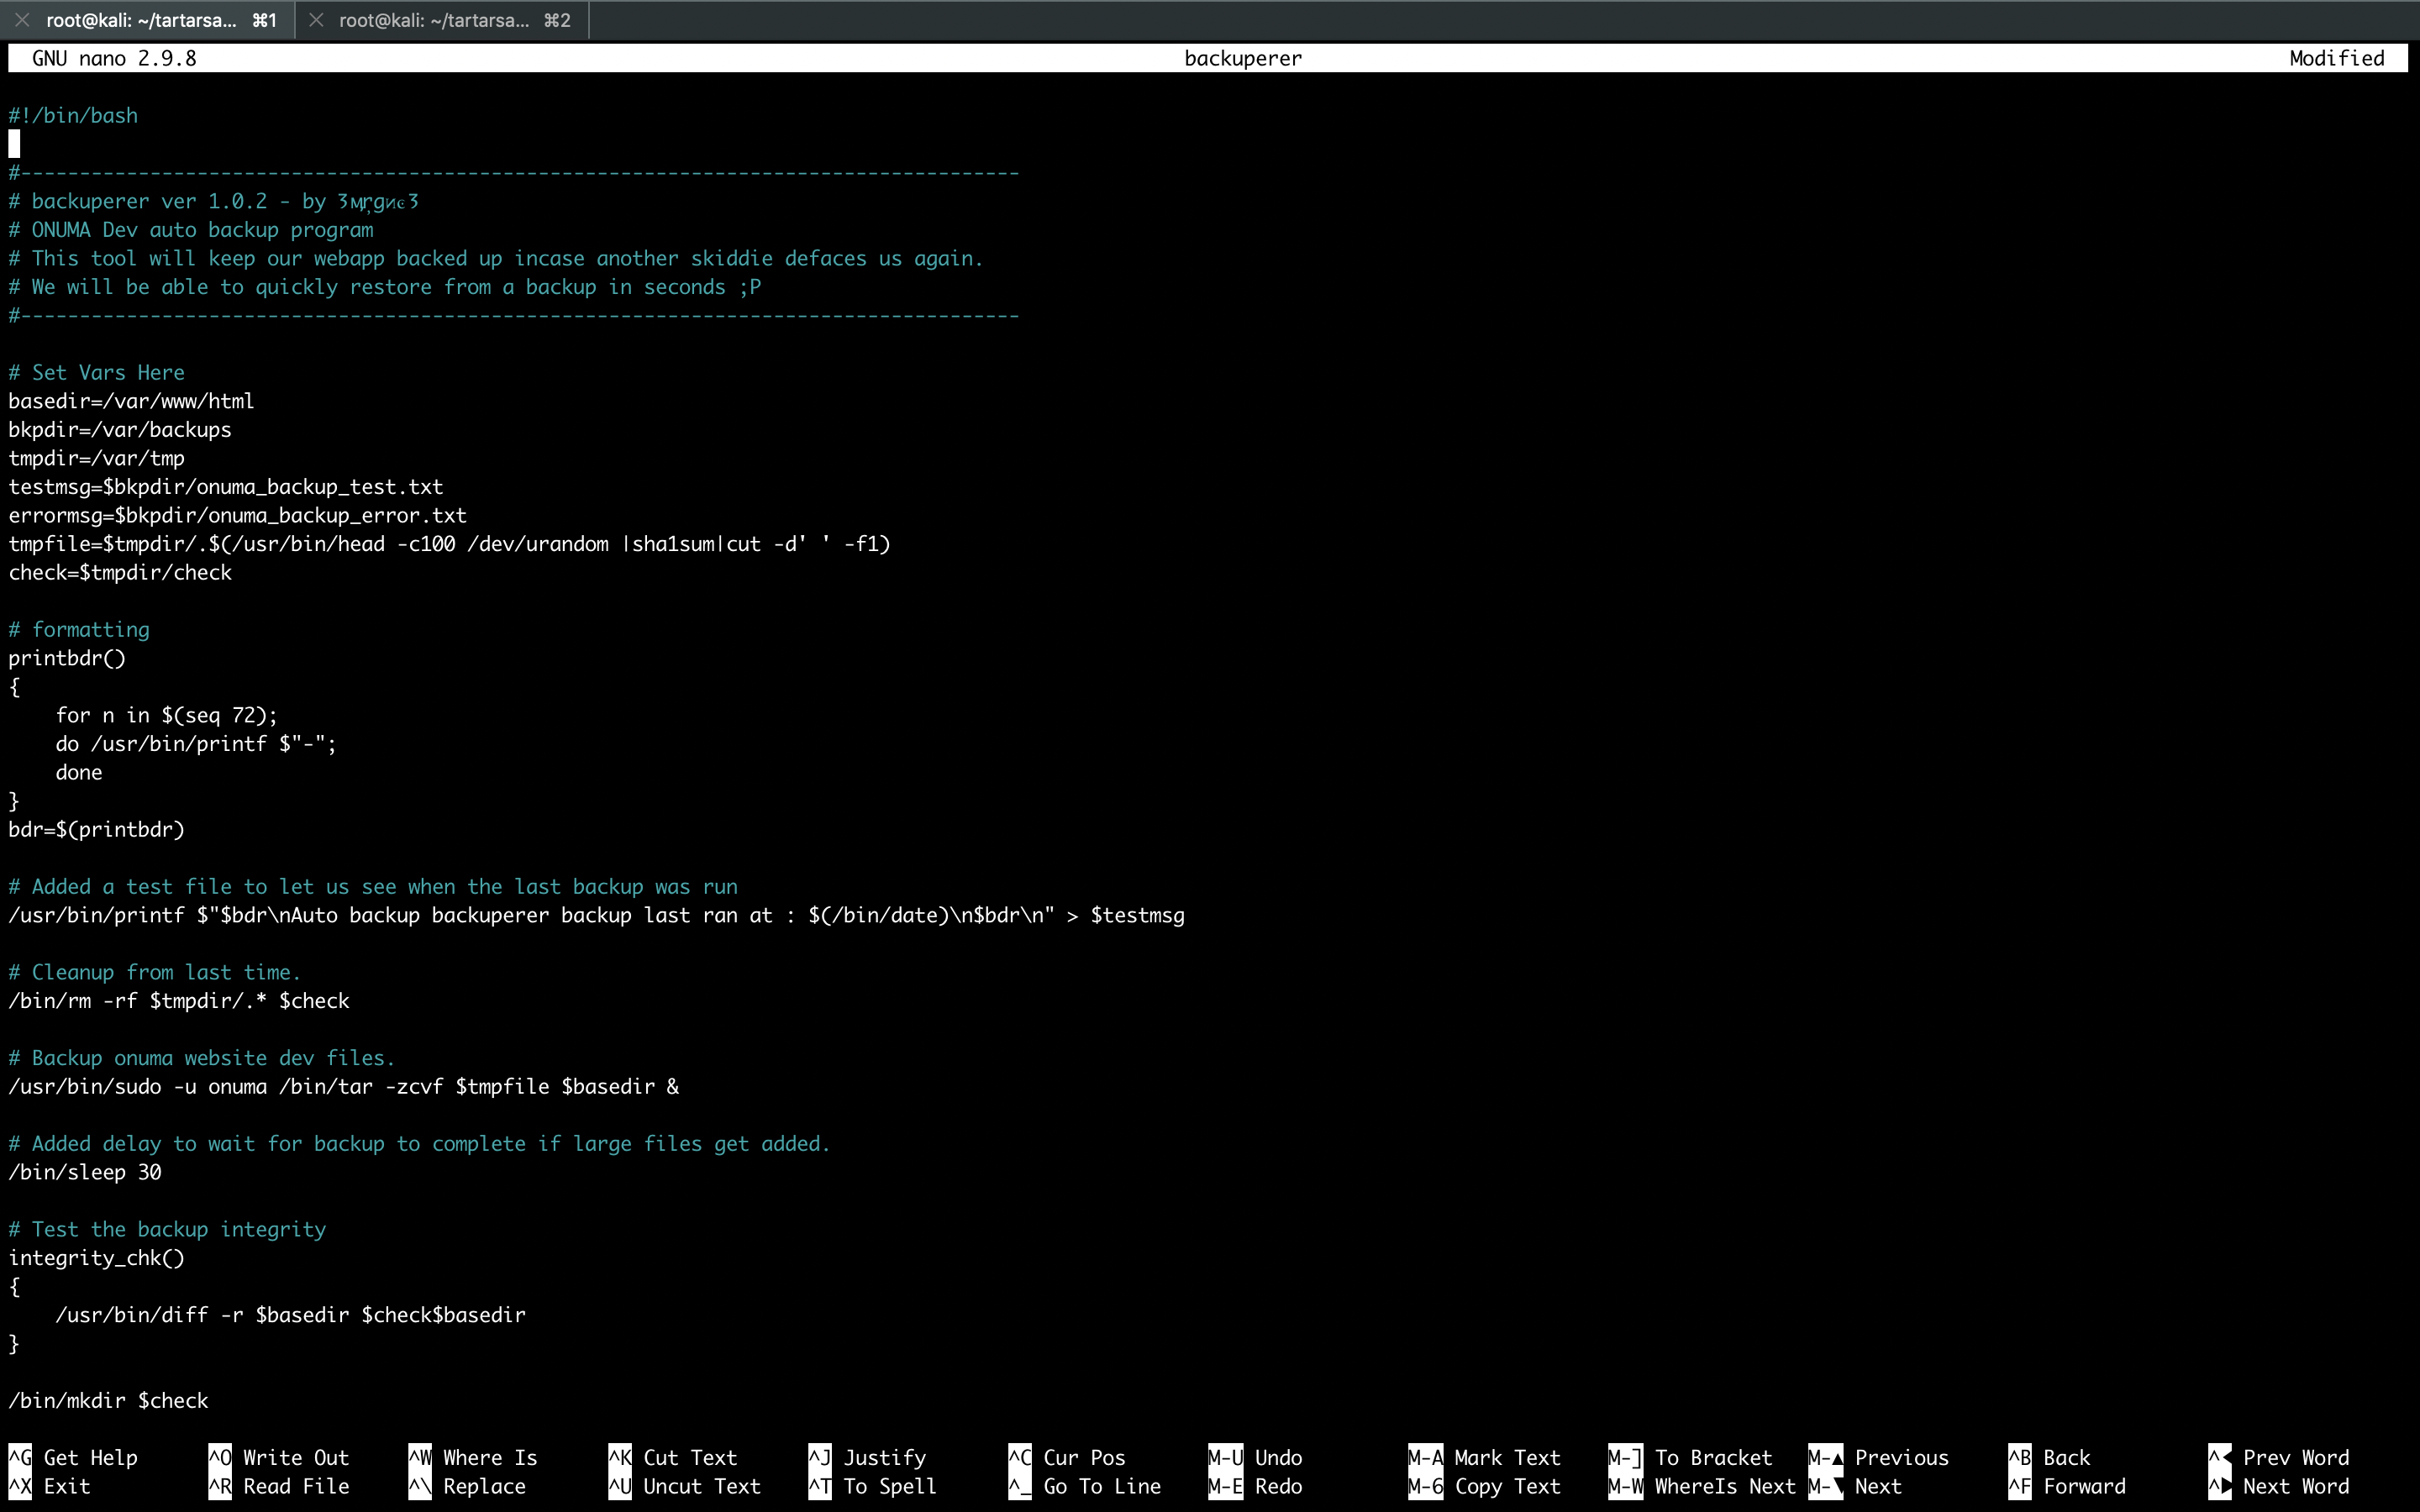 root@kali: ~/tartarsa... ⌘1 root@kali: ~/tartarsa... ⌘2
GNU nano 2.9.8 backuperer Modified
#!/bin/bash
#-------------------------------------------------------------------------------------
# backuperer ver 1.0.2 - by
# ONUMA Dev auto backup program
# This tool will keep our webapp backed up incase another skiddie defaces us again.
# We will be able to quickly restore from a backup in seconds ;P
#-------------------------------------------------------------------------------------
# Set Vars Here
basedir=/var/www/html
bkpdir=/var/backups
tmpdir=/var/tmp
testmsg=$bkpdir/onuma_backup_test.txt
errormsg=$bkpdir/onuma_backup_error.txt
tmpfile=$tmpdir/.$(/usr/bin/head -c100 /dev/urandom |sha1sum|cut -d' ' -f1)
check=$tmpdir/check
# formatting
printbdr()
{
    for n in $(seq 72);
    do /usr/bin/printf $"-";
    done
}
bdr=$(printbdr)
# Added a test file to let us see when the last backup was run
/usr/bin/printf $"$bdr\nAuto backup backuperer backup last ran at : $(/bin/date)\n$bdr\n" > $testmsg
# Cleanup from last time.
/bin/rm -rf $tmpdir/.* $check
# Backup onuma website dev files.
/usr/bin/sudo -u onuma /bin/tar -zcvf $tmpfile $basedir &
# Added delay to wait for backup to complete if large files get added.
/bin/sleep 30
# Test the backup integrity
integrity_chk()
{
    /usr/bin/diff -r $basedir $check$basedir
}
/bin/mkdir $check
^G Get Help ^O Write Out ^W Where Is ^K Cut Text ^J Justify ^C Cur Pos M-U Undo M-A Mark Text M-] To Bracket M-▲ Previous ^B Back ^◀ Prev Word
^X Exit ^R Read File ^\ Replace ^U Uncut Text ^T To Spell ^_ Go To Line M-E Redo M-6 Copy Text M-W WhereIs Next M-▼ Next ^F Forward ^▶ Next Word